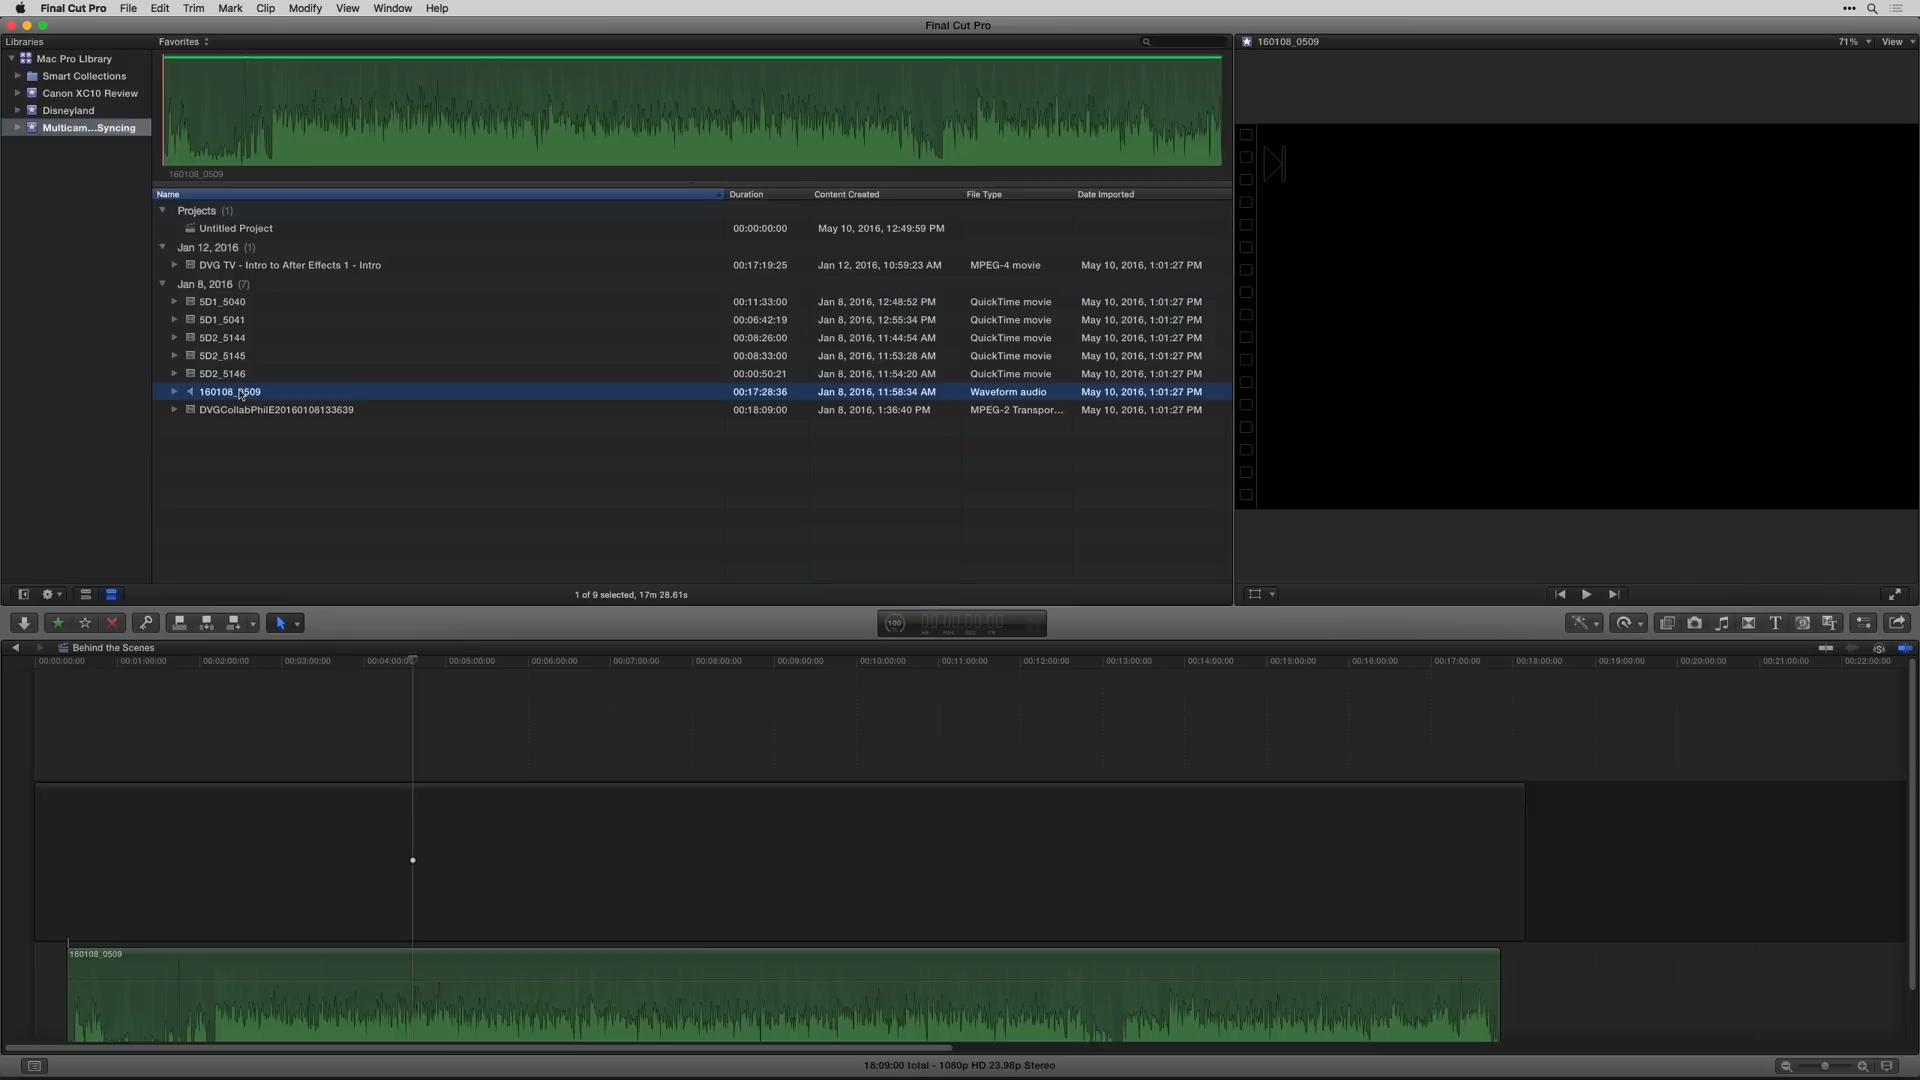 Final Cut Pro File Edit Trim Mark Clip Modify View Window Help
Final Cut Pro
Libraries Favorites 160108_0509 71% View
Mac Pro Library
Smart Collections
Canon XC10 Review
Disneyland
Multicam...Syncing
160108_0509
Name Duration Content Created File Type Date Imported
Projects (1)
Untitled Project 00:00:00:00 May 10, 2016, 12:49:59 PM
Jan 12, 2016 (1)
DVG TV - Intro to After Effects 1 - Intro 00:17:19:25 Jan 12, 2016, 10:59:23 AM MPEG-4 movie May 10, 2016, 1:01:27 PM
Jan 8, 2016 (7)
5D1_5040 00:11:33:00 Jan 8, 2016, 12:48:52 PM QuickTime movie May 10, 2016, 1:01:27 PM
5D1_5041 00:06:42:19 Jan 8, 2016, 12:55:34 PM QuickTime movie May 10, 2016, 1:01:27 PM
5D2_5144 00:08:26:00 Jan 8, 2016, 11:44:54 AM QuickTime movie May 10, 2016, 1:01:27 PM
5D2_5145 00:08:33:00 Jan 8, 2016, 11:53:28 AM QuickTime movie May 10, 2016, 1:01:27 PM
5D2_5146 00:00:50:21 Jan 8, 2016, 11:54:20 AM QuickTime movie May 10, 2016, 1:01:27 PM
160108_0509 00:17:28:36 Jan 8, 2016, 11:58:34 AM Waveform audio May 10, 2016, 1:01:27 PM
DVGCollabPhilE20160108133639 00:18:09:00 Jan 8, 2016, 1:36:40 PM MPEG-2 Transpor... May 10, 2016, 1:01:27 PM
1 of 9 selected, 17m 28.61s
100 00:00:00:00
HR MIN SEC FR
Behind the Scenes
00:00:00:00 00:01:00:00 00:02:00:00 00:03:00:00 00:04:00:00 00:05:00:00 00:06:00:00 00:07:00:00 00:08:00:00 00:09:00:00 00:10:00:00 00:11:00:00 00:12:00:00 00:13:00:00 00:14:00:00 00:15:00:00 00:16:00:00 00:17:00:00 00:18:00:00 00:19:00:00 00:20:00:00 00:21:00:00 00:22:00:00
160108_0509
18:09:00 total - 1080p HD 23.98p Stereo